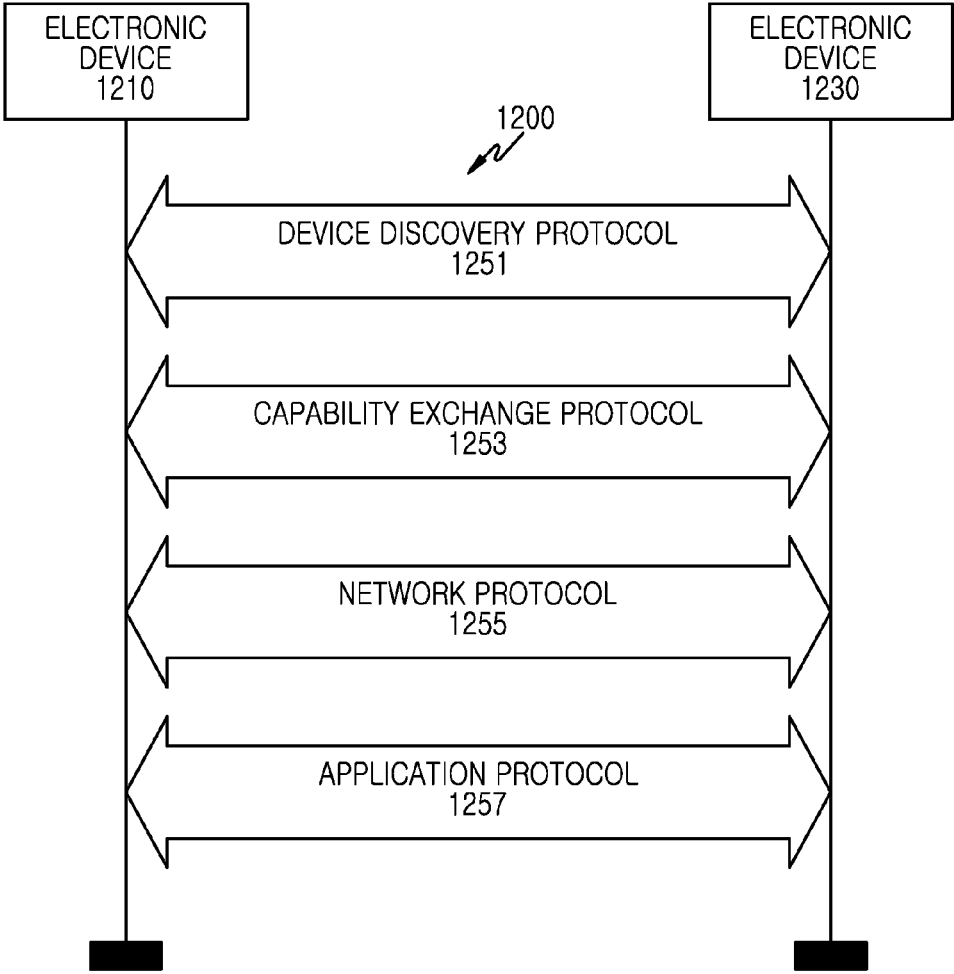 ELECTRONIC
DEVICE
1210
ELECTRONIC
DEVICE
1230
1200
DEVICE DISCOVERY PROTOCOL
1251
CAPABILITY EXCHANGE PROTOCOL
1253
NETWORK PROTOCOL
1255
APPLICATION PROTOCOL
1257